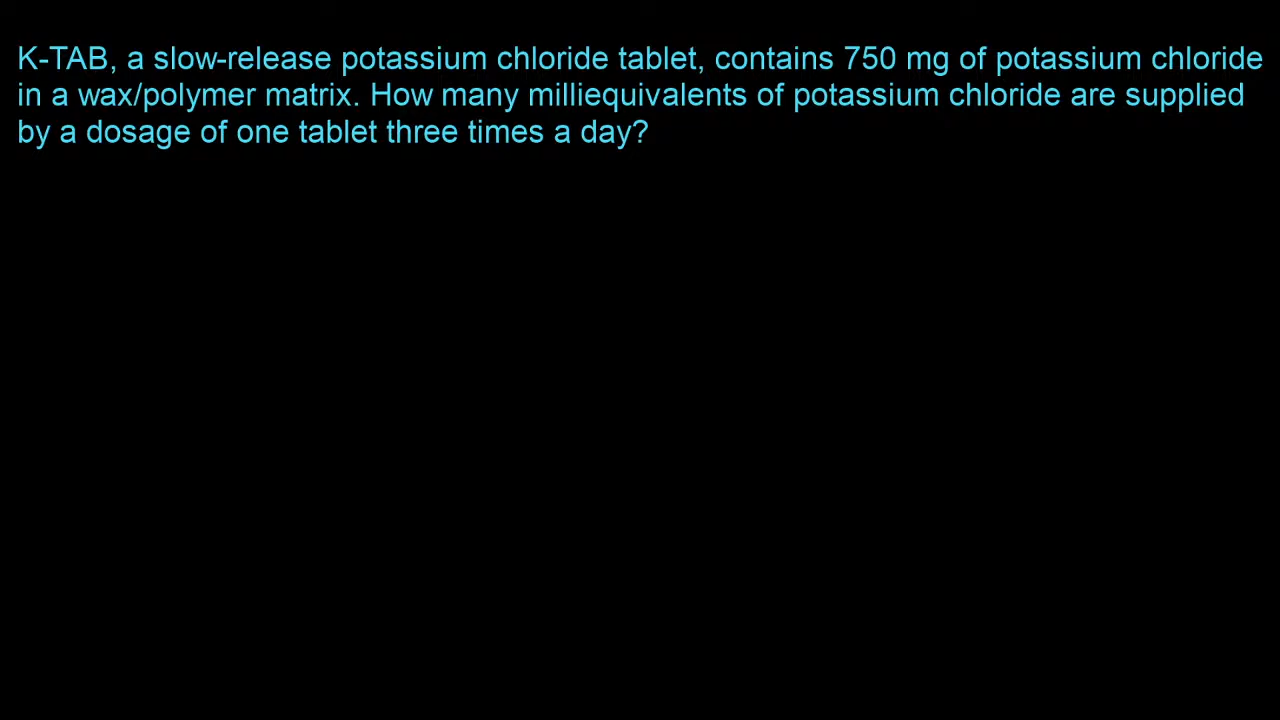 K-TAB, a slow-release potassium chloride tablet, contains 750 mg of potassium chloride
in a wax/polymer matrix. How many milliequivalents of potassium chloride are supplied
by a dosage of one tablet three times a day?